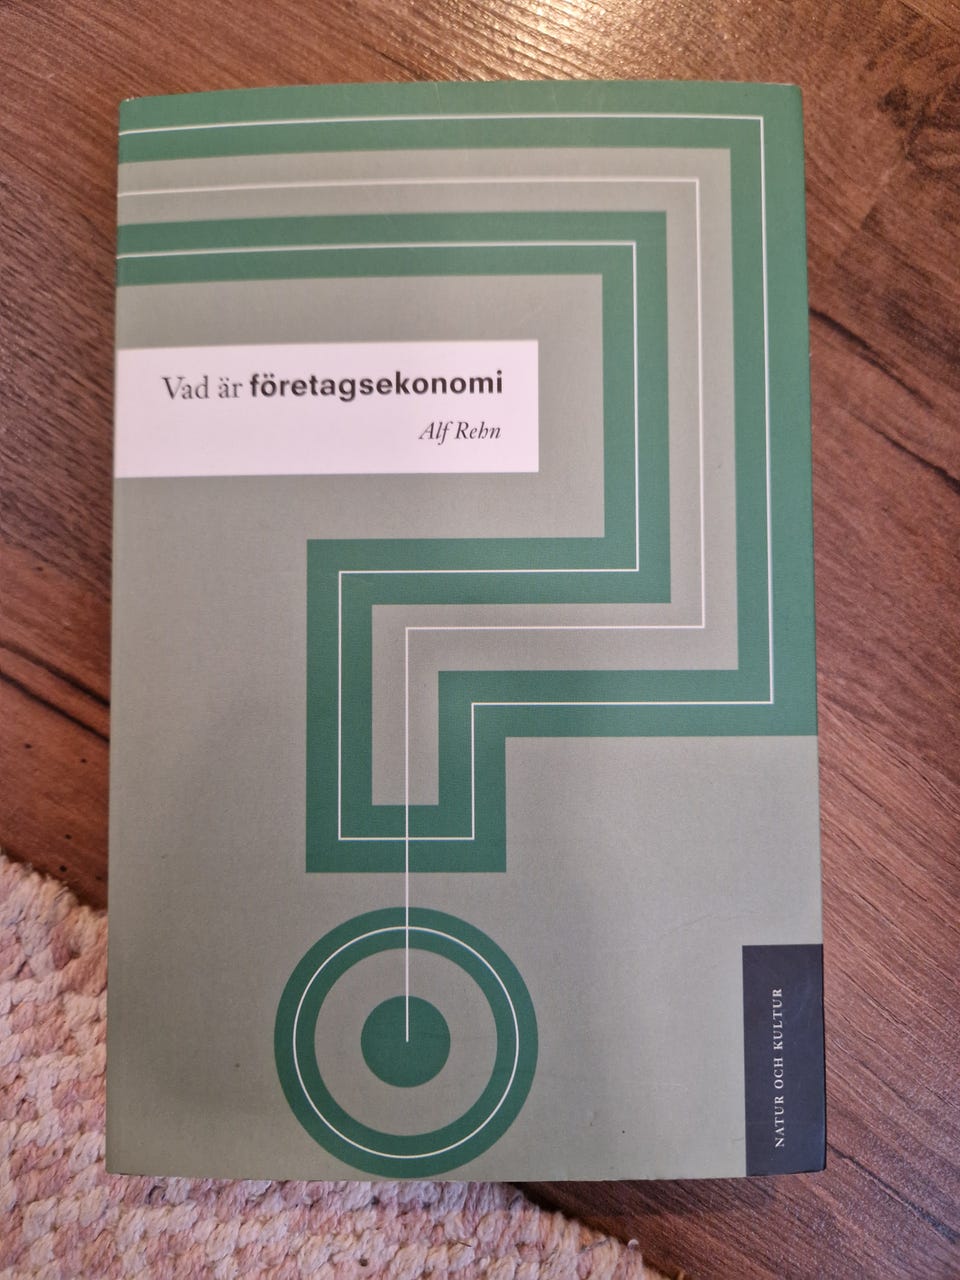 Vad är företagsekonomi
Alf Rehn
NATUR OCH KULTUR